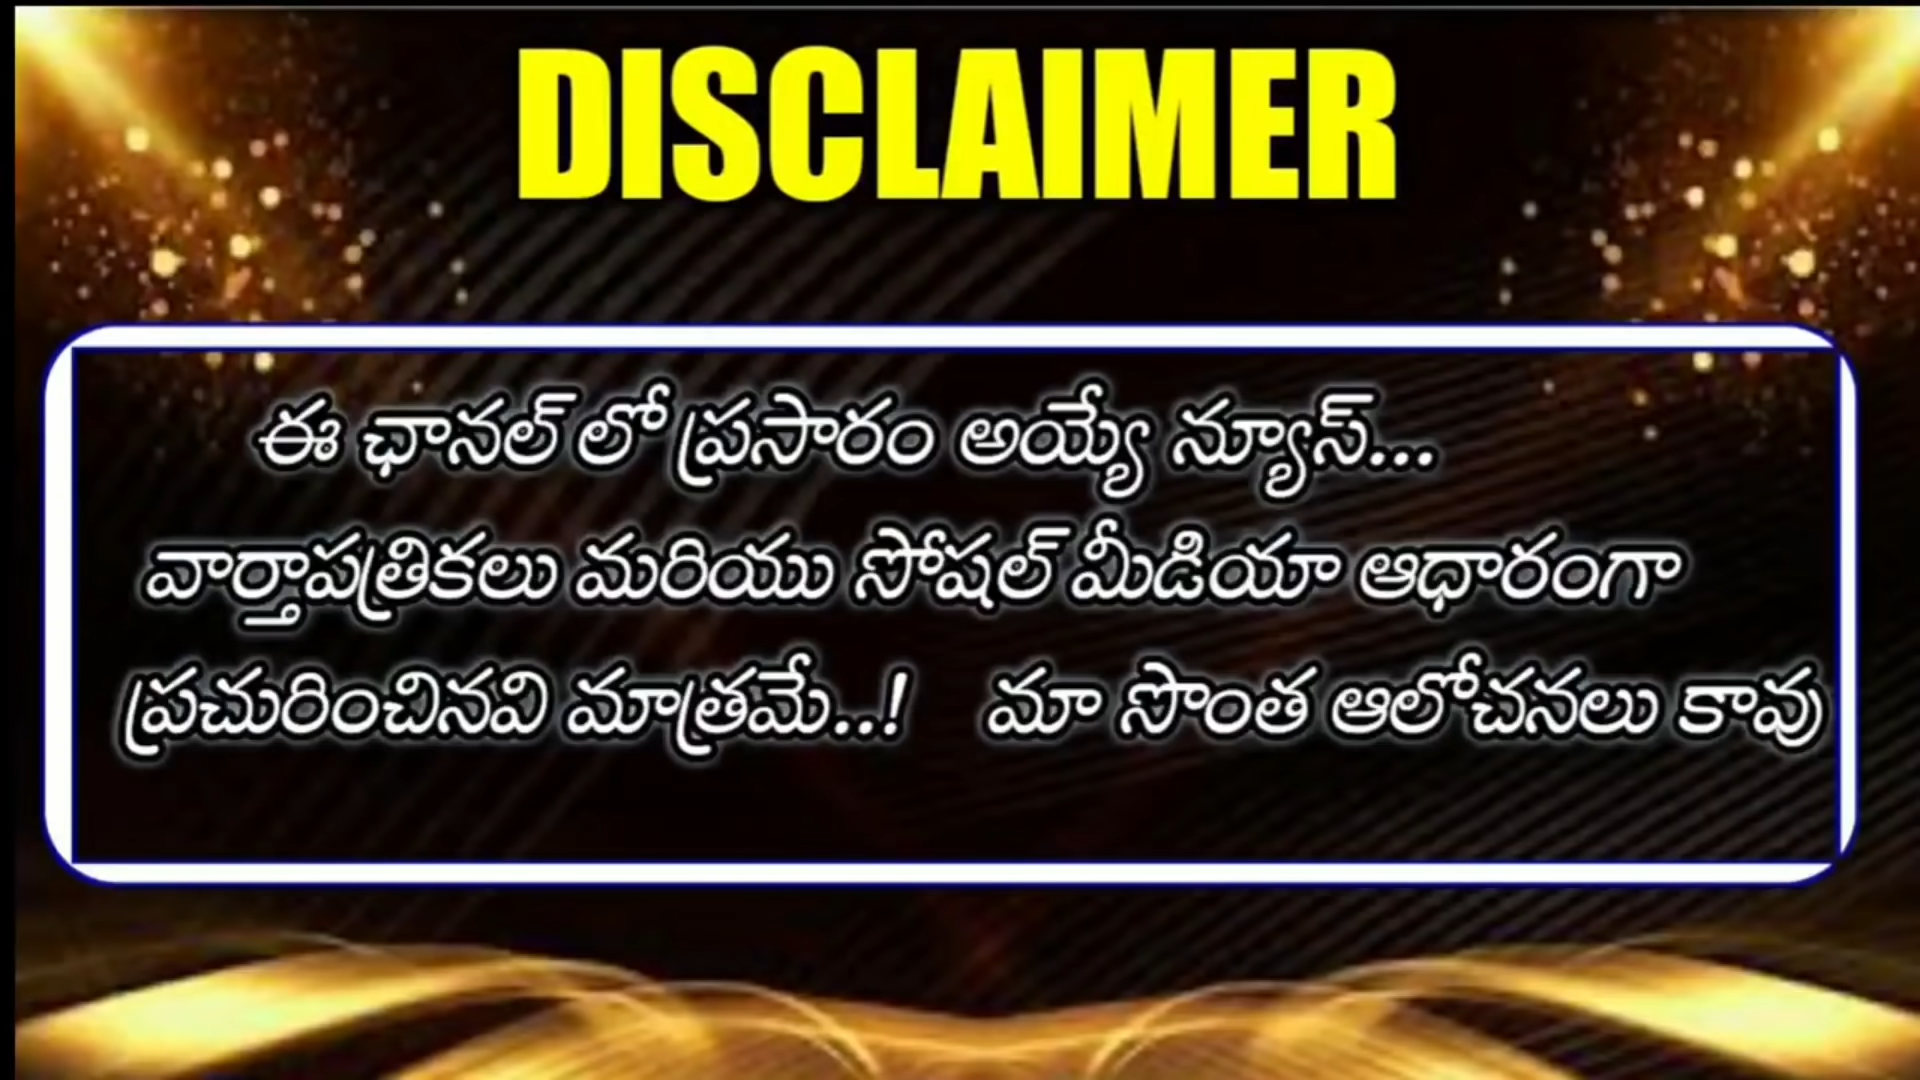 DISCLAIMER
ఈ ఛానల్ లో ప్రసారం అయ్యే న్యూస్...
వార్తాపత్రికలు మరియు సోషల్ మీడియా ఆధారంగా
ప్రచురించినవి మాత్రమే..! మా సొంత ఆలోచనలు కావు